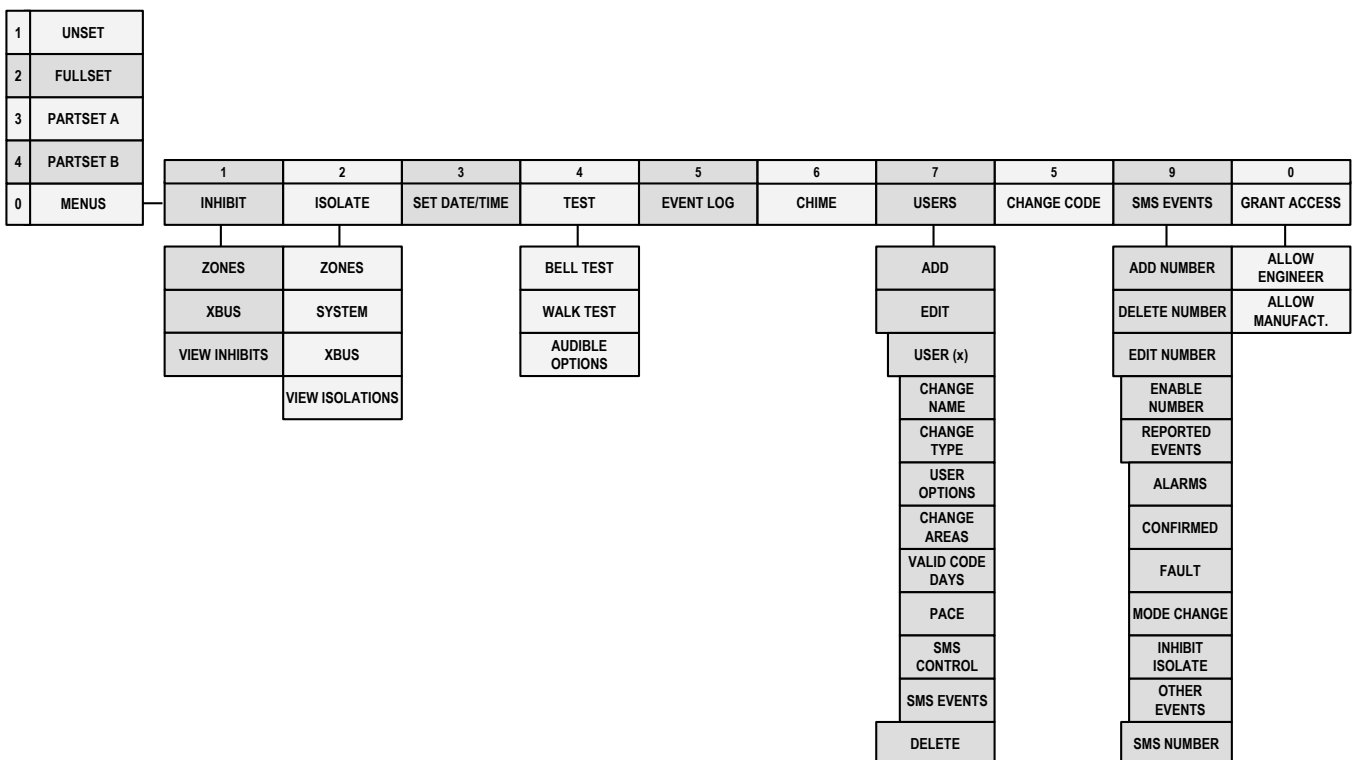 1 UNSET
2 FULLSET
3 PARTSET A
4 PARTSET B
0 MENUS
1 2 3 4 5 6 7 5 9 0
INHIBIT ISOLATE SET DATE/TIME TEST EVENT LOG CHIME USERS CHANGE CODE SMS EVENTS GRANT ACCESS
ZONES
XBUS
VIEW INHIBITS
ZONES
SYSTEM
XBUS
VIEW ISOLATIONS
BELL TEST
WALK TEST
AUDIBLE
OPTIONS
ADD
EDIT
USER (x)
CHANGE
NAME
CHANGE
TYPE
USER
OPTIONS
CHANGE
AREAS
VALID CODE
DAYS
PACE
SMS
CONTROL
SMS EVENTS
DELETE
ADD NUMBER
DELETE NUMBER
EDIT NUMBER
ENABLE
NUMBER
REPORTED
EVENTS
ALARMS
CONFIRMED
FAULT
MODE CHANGE
INHIBIT
ISOLATE
OTHER
EVENTS
SMS NUMBER
ALLOW
ENGINEER
ALLOW
MANUFACT.